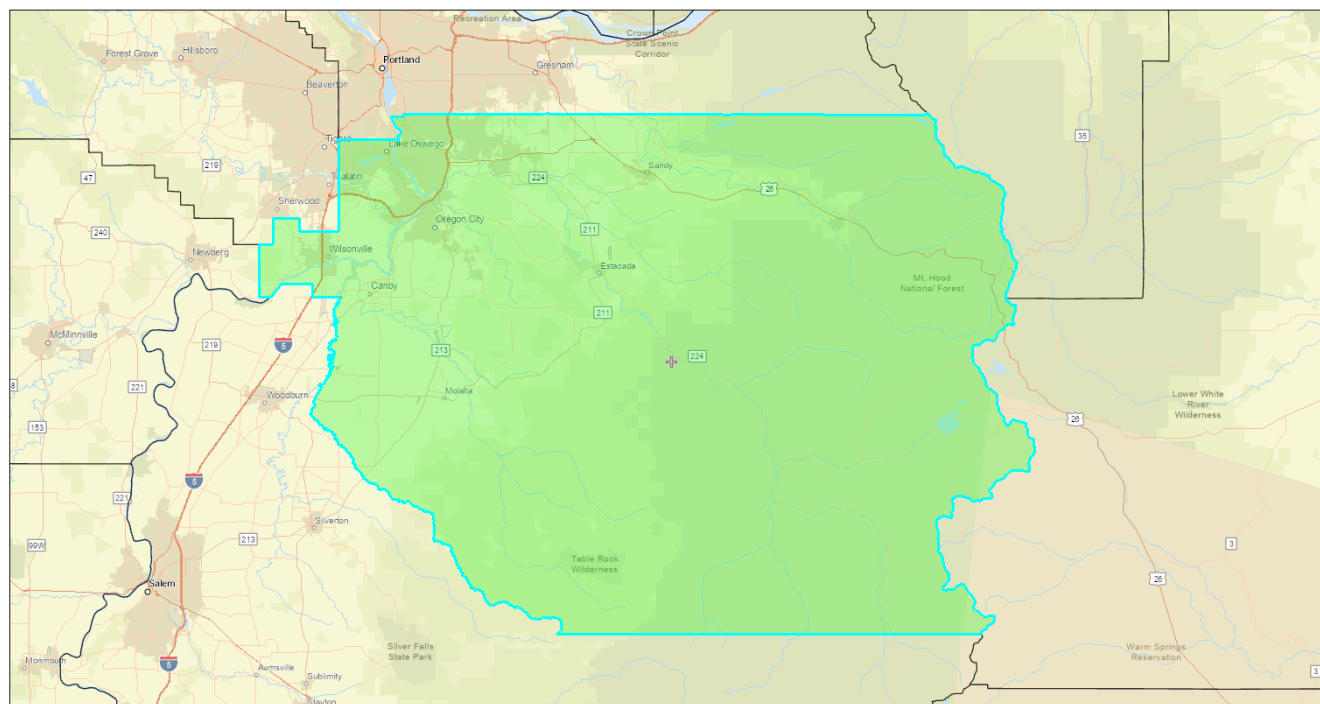 Recreation Area
Crown Point
State Scenic
Corridor
Forest Grove
Hillsboro
Portland
Gresham
Beaverton
35
Tigard
Lake Oswego
219
Sandy
47
Tualatin
224
26
Sherwood
Oregon City
211
240
Newberg
Wilsonville
Estacada
Mt. Hood
National Forest
Canby
211
McMinnville
219
5
213
224
8
221
Molalla
Woodburn
Lower White
River
Wilderness
153
26
5
221
Silverton
99W
213
3
Table Rock
Wilderness
26
Salem
Silver Falls
State Park
Warm Springs
Reservation
Monmouth
5
Aumsville
Sublimity
3
Stayton